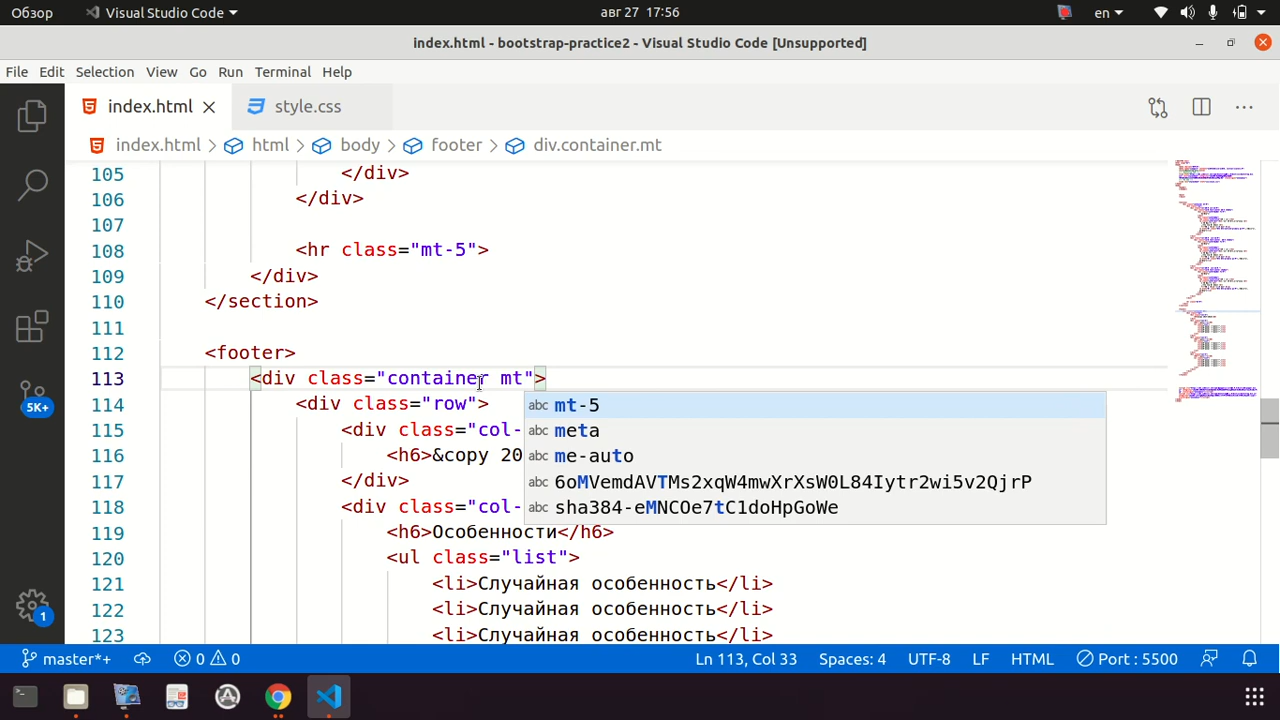 Обзор Visual Studio Code авг 27 17:56 en
index.html - bootstrap-practice2 - Visual Studio Code [Unsupported]
File Edit Selection View Go Run Terminal Help
index.html style.css
index.html html body footer div.container.mt
105 </div>
106 </div>
107
108 <hr class="mt-5">
109 </div>
110 </section>
111
112 <footer>
113 <div class="container mt">
114 <div class="row"> mt-5
115 <div class="col- meta
116 <h6>&copy 20 me-auto
117 </div> 6oMVemdAVTMs2xqW4mwXrXsW0L84Iytr2wi5v2QjrP
118 <div class="col- sha384-eMNCOe7tC1doHpGoWe
119 <h6>Особенности</h6>
120 <ul class="list">
121 <li>Случайная особенность</li>
122 <li>Случайная особенность</li>
123 <li>Случайная особенность</li>
5K+
1
master*+ 0 0 Ln 113, Col 33 Spaces: 4 UTF-8 LF HTML Port : 5500